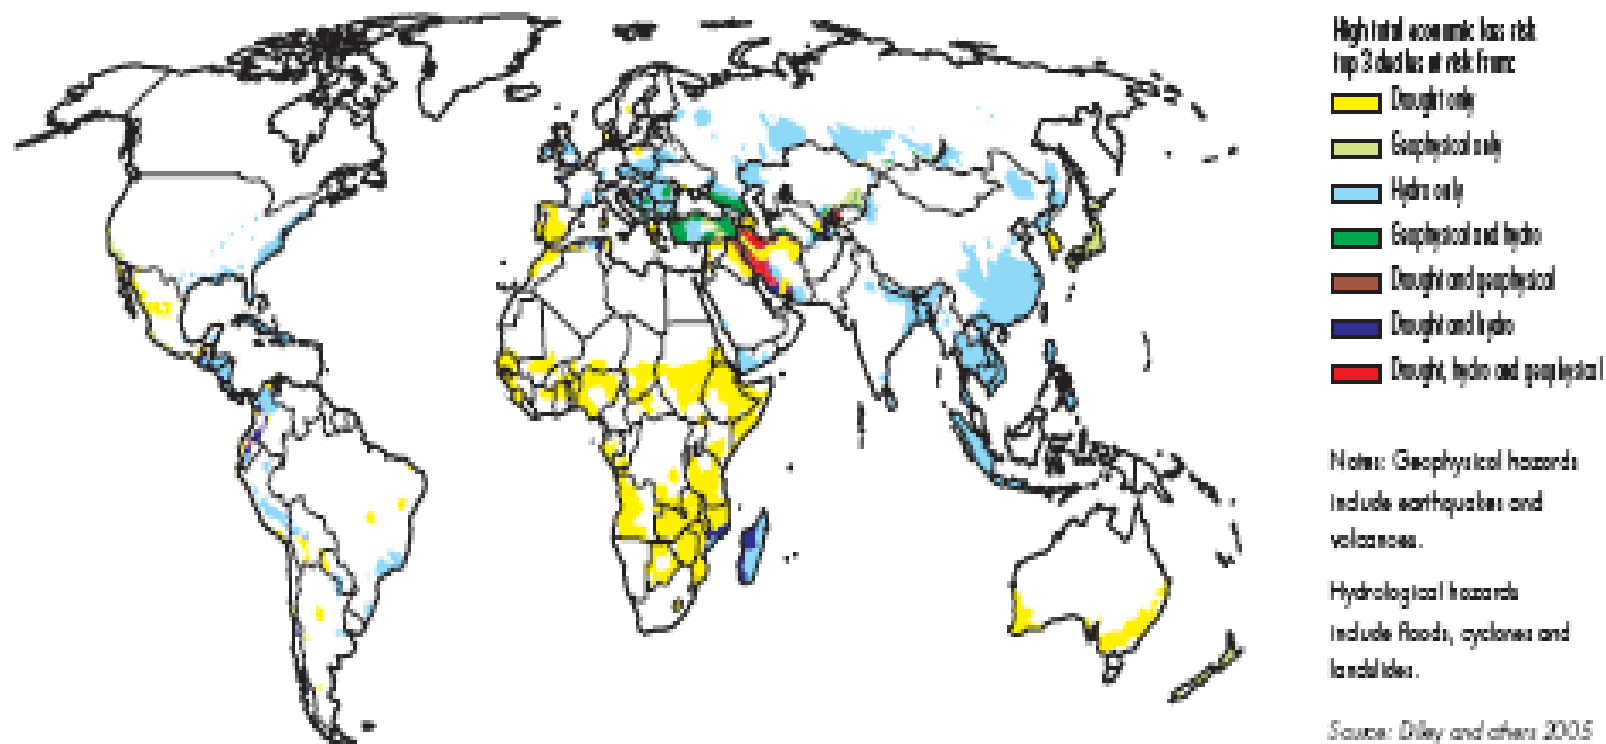 High total economic loss risk
top 3 deciles at risk from:
Drought only
Geophysical only
Hydro only
Geophysical and hydro
Drought and geophysical
Drought and hydro
Drought, hydro and geophysical
Notes: Geophysical hazards
include earthquakes and
volcanoes.
Hydrological hazards
include floods, cyclones and
landslides.
Source: Dilley and others 2005